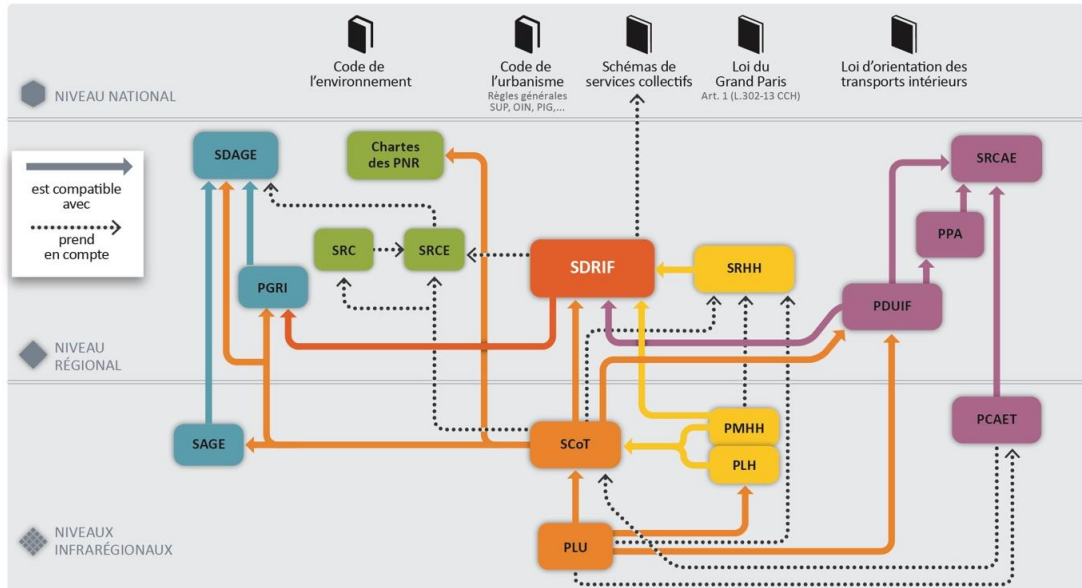 Code de
l'environnement
Code de
l'urbanisme
Règles générales
SUP, OIN, PIG,...
Schémas de
services collectifs
Loi du
Grand Paris
Art. 1 (L.302-13 CCH)
Loi d'orientation des
transports intérieurs
NIVEAU NATIONAL
SDAGE
Chartes
des PNR
SRCAE
est compatible
avec
prend
en compte
PPA
SRC
SRCE
SDRIF
SRHH
PGRI
PDUIF
NIVEAU
RÉGIONAL
PCAET
SAGE
SCoT
PMHH
PLH
NIVEAUX
INFRARÉGIONAUX
PLU